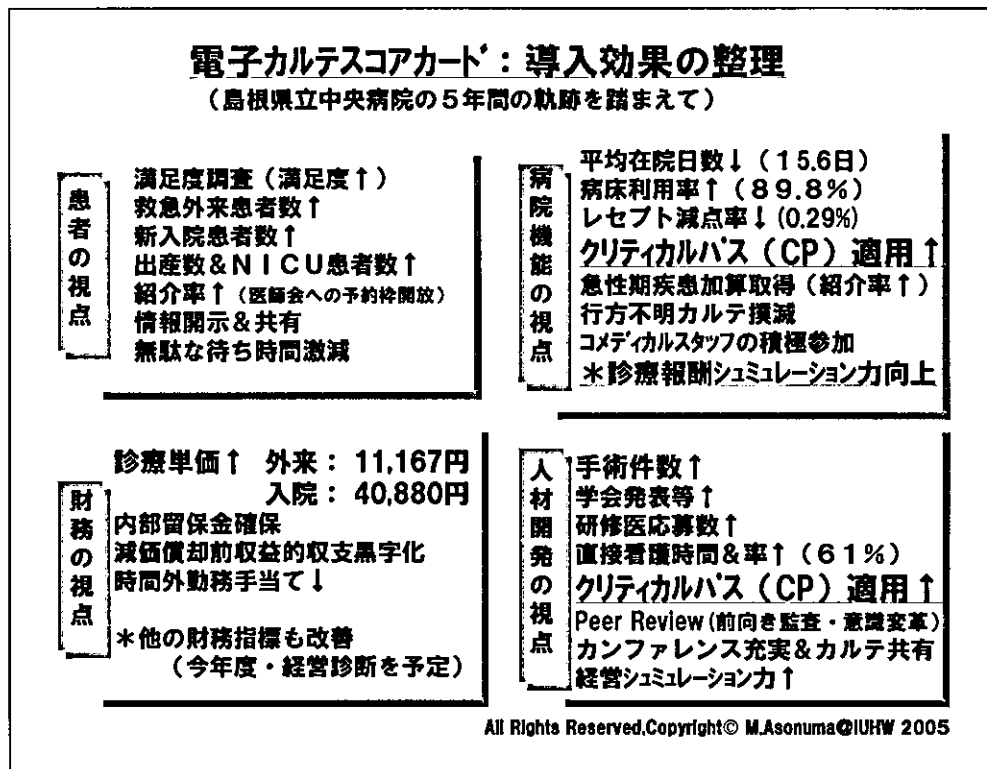 電子カルテスコアカード：導入効果の整理
（島根県立中央病院の５年間の軌跡を踏まえて）
患者の視点
満足度調査（満足度↑）
救急外来患者数↑
新入院患者数↑
出産数＆ＮＩＣＵ患者数↑
紹介率↑（医師会への予約枠開放）
情報開示＆共有
無駄な待ち時間激減
病院機能の視点
平均在院日数↓（15.6日）
病床利用率↑（８９.８％）
レセプト減点率↓(0.29%)
クリティカルパス（CP）適用↑
急性期疾患加算取得（紹介率↑）
行方不明カルテ撲滅
コメディカルスタッフの積極参加
＊診療報酬シュミレーション力向上
財務の視点
診療単価↑　外来：11,167円
入院：40,880円
内部留保金確保
減価償却前収益的収支黒字化
時間外勤務手当て↓
＊他の財務指標も改善
（今年度・経営診断を予定）
人材開発の視点
手術件数↑
学会発表等↑
研修医応募数↑
直接看護時間＆率↑（６１％）
クリティカルパス（CP）適用↑
Peer Review(前向き監査・意識変革)
カンファレンス充実＆カルテ共有
経営シュミレーション力↑
All Rights Reserved,Copyright© M.Asonuma@IUHW 2005